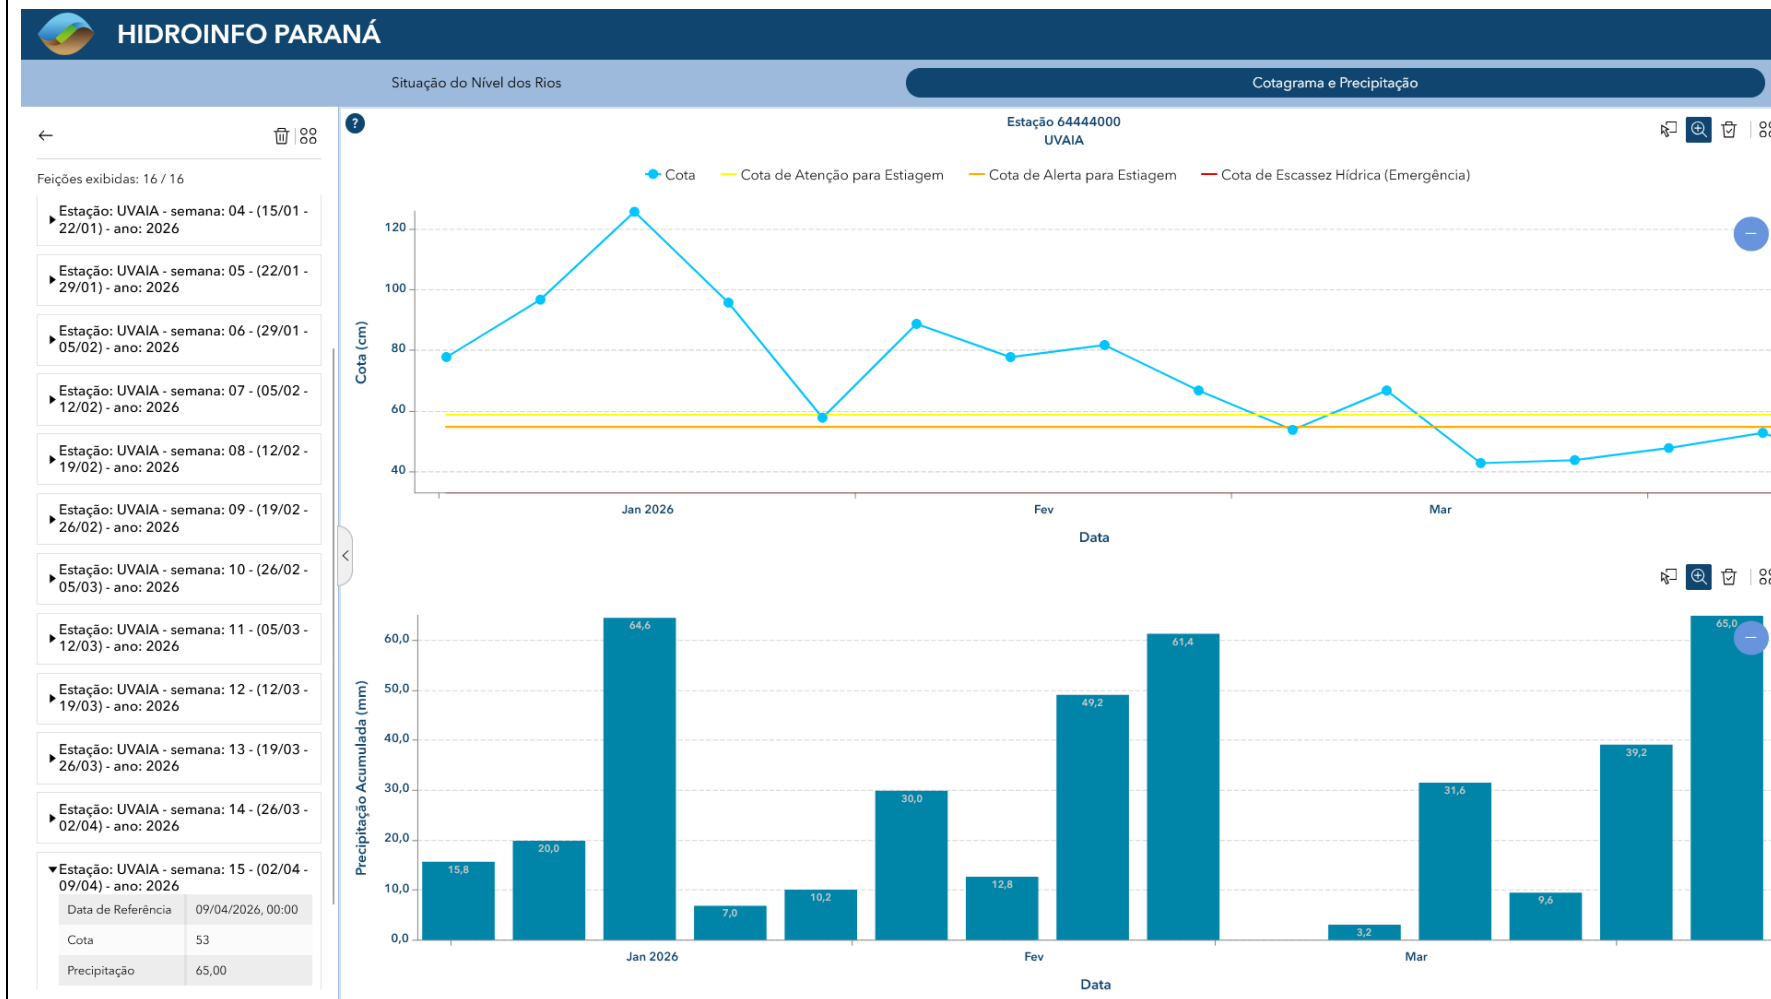 HIDROINFO PARANÁ
Situação do Nível dos Rios
Cotagrama e Precipitação
Feições exibidas: 16 / 16
Estação: UVAIA - semana: 04 - (15/01 -
22/01) - ano: 2026
Estação: UVAIA - semana: 05 - (22/01 -
29/01) - ano: 2026
Estação: UVAIA - semana: 06 - (29/01 -
05/02) - ano: 2026
Estação: UVAIA - semana: 07 - (05/02 -
12/02) - ano: 2026
Estação: UVAIA - semana: 08 - (12/02 -
19/02) - ano: 2026
Estação: UVAIA - semana: 09 - (19/02 -
26/02) - ano: 2026
Estação: UVAIA - semana: 10 - (26/02 -
05/03) - ano: 2026
Estação: UVAIA - semana: 11 - (05/03 -
12/03) - ano: 2026
Estação: UVAIA - semana: 12 - (12/03 -
19/03) - ano: 2026
Estação: UVAIA - semana: 13 - (19/03 -
26/03) - ano: 2026
Estação: UVAIA - semana: 14 - (26/03 -
02/04) - ano: 2026
Estação: UVAIA - semana: 15 - (02/04 -
09/04) - ano: 2026
Data de Referência 09/04/2026, 00:00
Cota 53
Precipitação 65,00
?
Estação 64444000
UVAIA
Cota Cota de Atenção para Estiagem Cota de Alerta para Estiagem Cota de Escassez Hídrica (Emergência)
Cota (cm)
120
100
80
60
40
Jan 2026 Fev Mar
Data
Precipitação Acumulada (mm)
60,0
50,0
40,0
30,0
20,0
10,0
0,0
15,8 20,0 64,6 7,0 10,2 30,0 12,8 49,2 61,4 3,2 31,6 9,6 39,2 65,0
Jan 2026 Fev Mar
Data